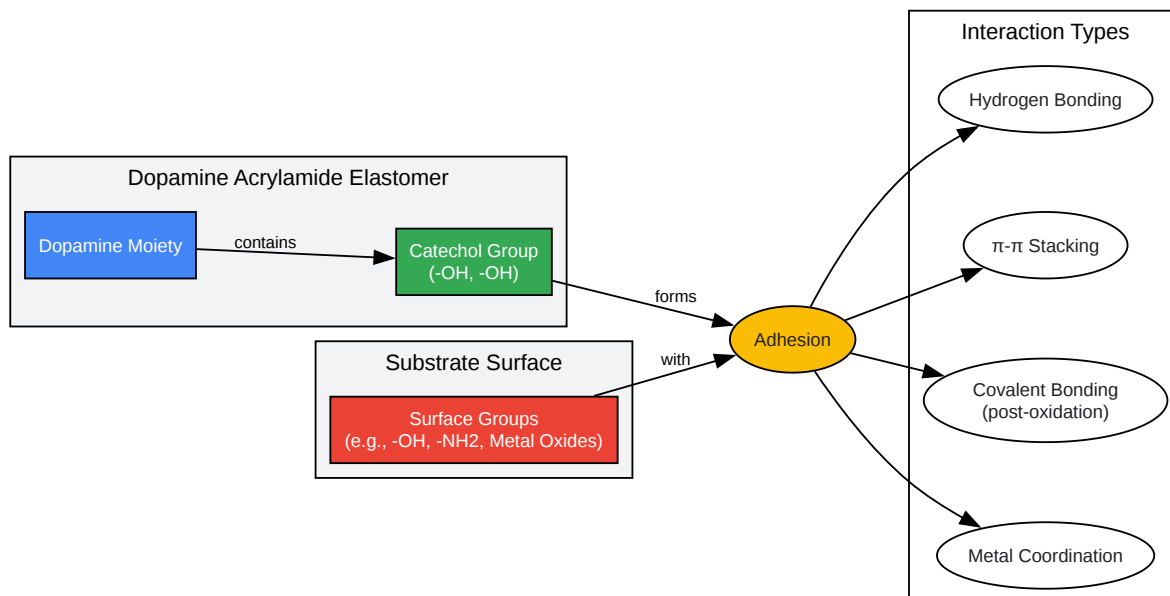 Interaction Types
Hydrogen Bonding
Dopamine Acrylamide Elastomer
Dopamine Moiety
contains
Catechol Group
(-OH, -OH)
forms
π-π Stacking
Adhesion
Substrate Surface
with
Surface Groups
(e.g., -OH, -NH2, Metal Oxides)
Covalent Bonding
(post-oxidation)
Metal Coordination